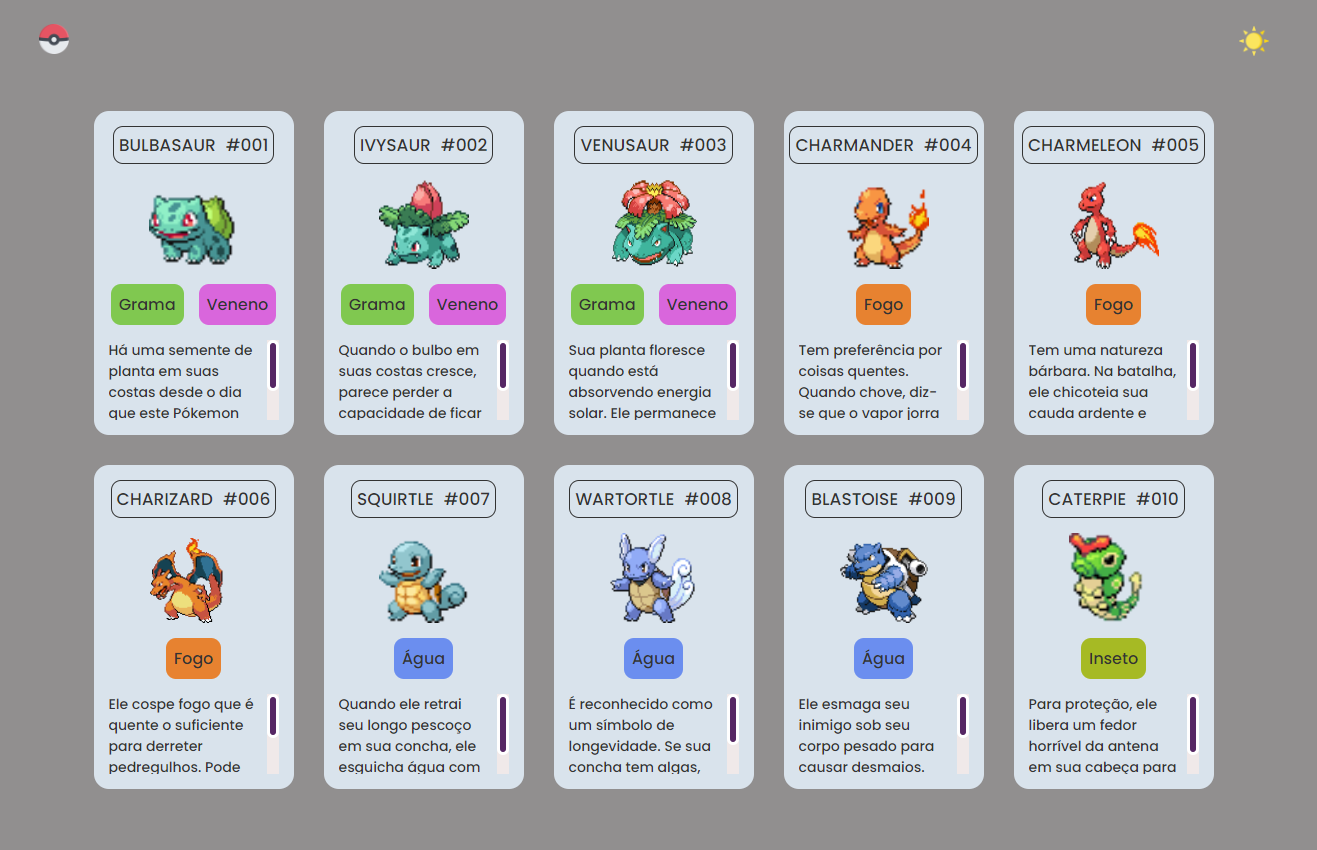 BULBASAUR #001
Grama Veneno
Há uma semente de
planta em suas
costas desde o dia
que este Pókemon
IVYSAUR #002
Grama Veneno
Quando o bulbo em
suas costas cresce,
parece perder a
capacidade de ficar
VENUSAUR #003
Grama Veneno
Sua planta floresce
quando está
absorvendo energia
solar. Ele permanece
CHARMANDER #004
Fogo
Tem preferência por
coisas quentes.
Quando chove, diz-
se que o vapor jorra
CHARMELEON #005
Fogo
Tem uma natureza
bárbara. Na batalha,
ele chicoteia sua
cauda ardente e
CHARIZARD #006
Fogo
Ele cospe fogo que é
quente o suficiente
para derreter
pedregulhos. Pode
SQUIRTLE #007
Água
Quando ele retrai
seu longo pescoço
em sua concha, ele
esguicha água com
WARTORTLE #008
Água
É reconhecido como
um símbolo de
longevidade. Se sua
concha tem algas,
BLASTOISE #009
Água
Ele esmaga seu
inimigo sob seu
corpo pesado para
causar desmaios.
CATERPIE #010
Inseto
Para proteção, ele
libera um fedor
horrível da antena
em sua cabeça para